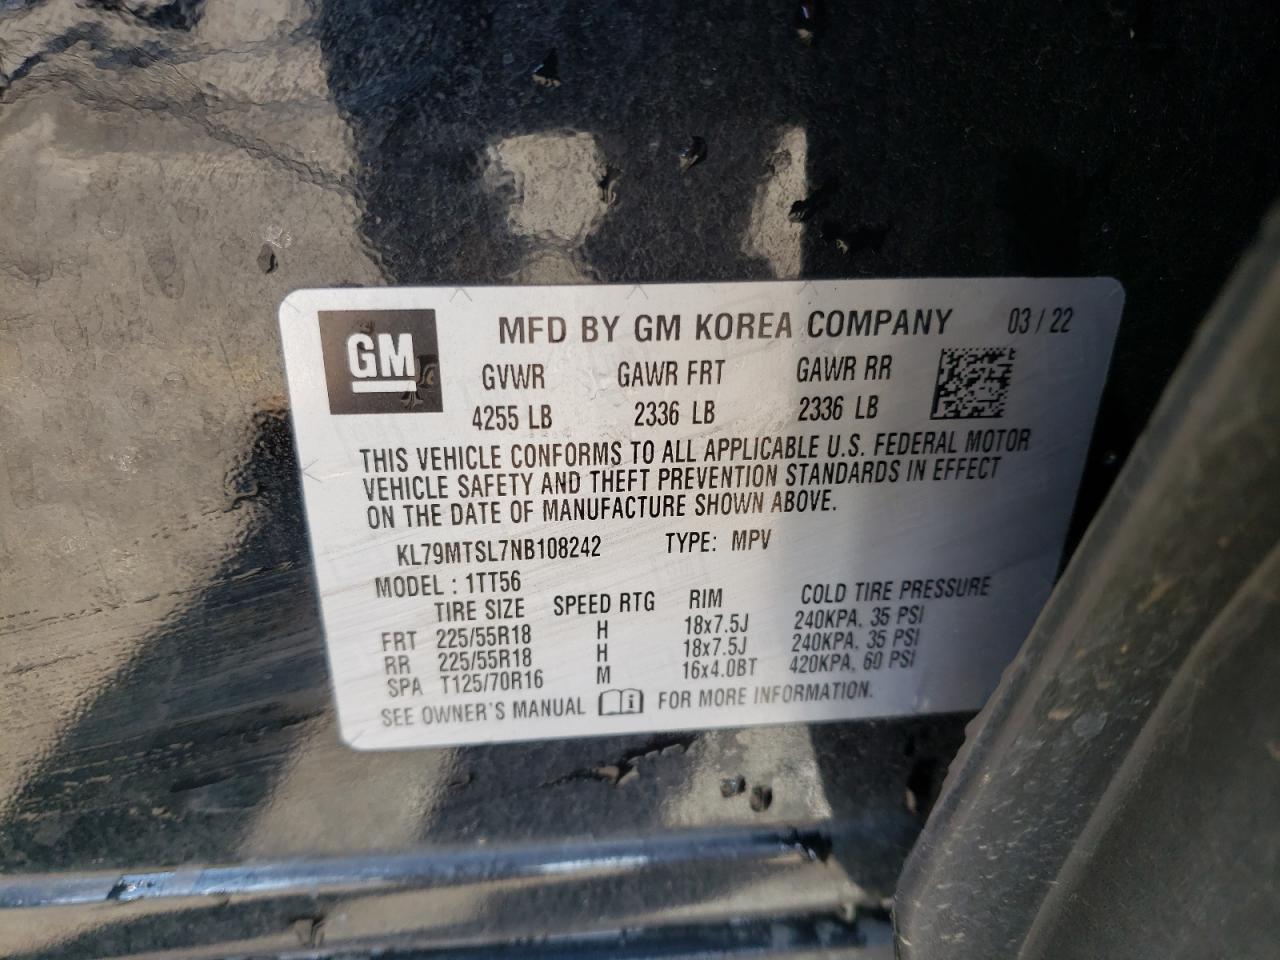 GM
MFD BY GM KOREA COMPANY 03 / 22
GVWR GAWR FRT GAWR RR
4255 LB 2336 LB 2336 LB
THIS VEHICLE CONFORMS TO ALL APPLICABLE U.S. FEDERAL MOTOR
VEHICLE SAFETY AND THEFT PREVENTION STANDARDS IN EFFECT
ON THE DATE OF MANUFACTURE SHOWN ABOVE.
KL79MTSL7NB108242 TYPE: MPV
MODEL : 1TT56
TIRE SIZE SPEED RTG RIM COLD TIRE PRESSURE
FRT 225/55R18 H 18x7.5J 240KPA, 35 PSI
RR 225/55R18 H 18x7.5J 240KPA, 35 PSI
SPA T125/70R16 M 16x4.0BT 420KPA, 60 PSI
SEE OWNER'S MANUAL i FOR MORE INFORMATION.